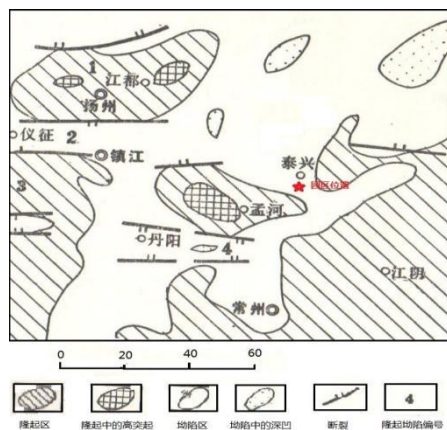 1
江都
扬州
仪征
2
镇江
泰兴
园区位置
3
孟河
丹阳
4
江阴
常州
0 20 40 60
4
隆起区
隆起中的高突起
坳陷区
坳陷中的深凹
断裂
隆起坳陷编号